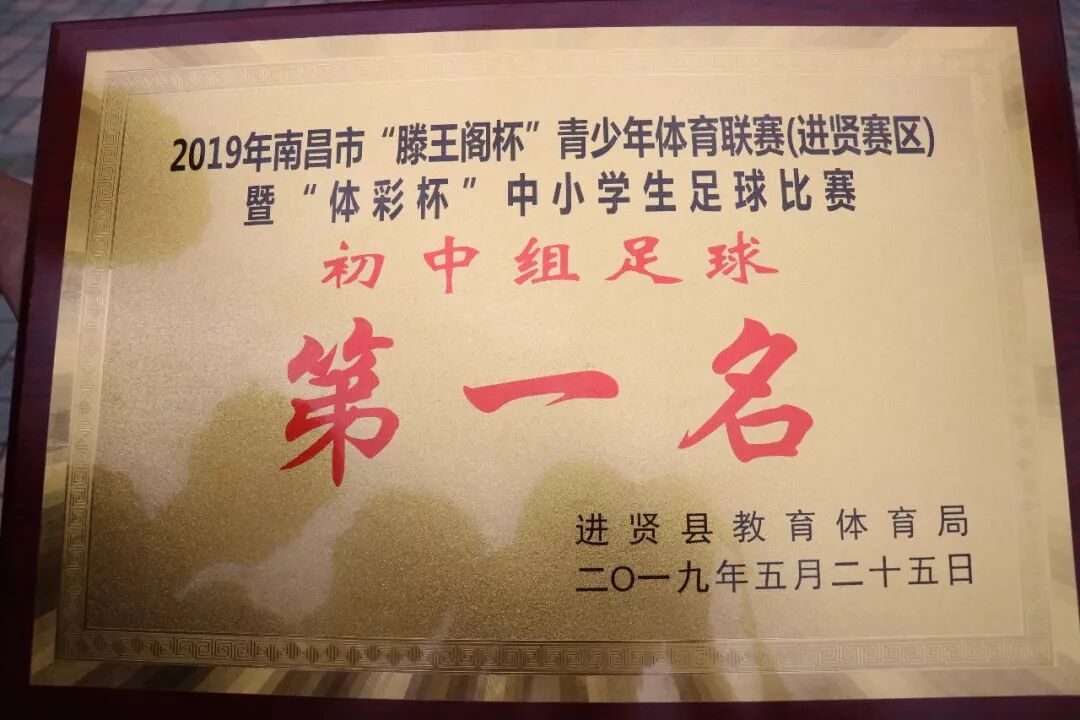 2019年南昌市“滕王阁杯”青少年体育联赛(进贤赛区)
暨“体彩杯”中小学生足球比赛
初中组足球
第一名
进贤县教育体育局
二〇一九年五月二十五日